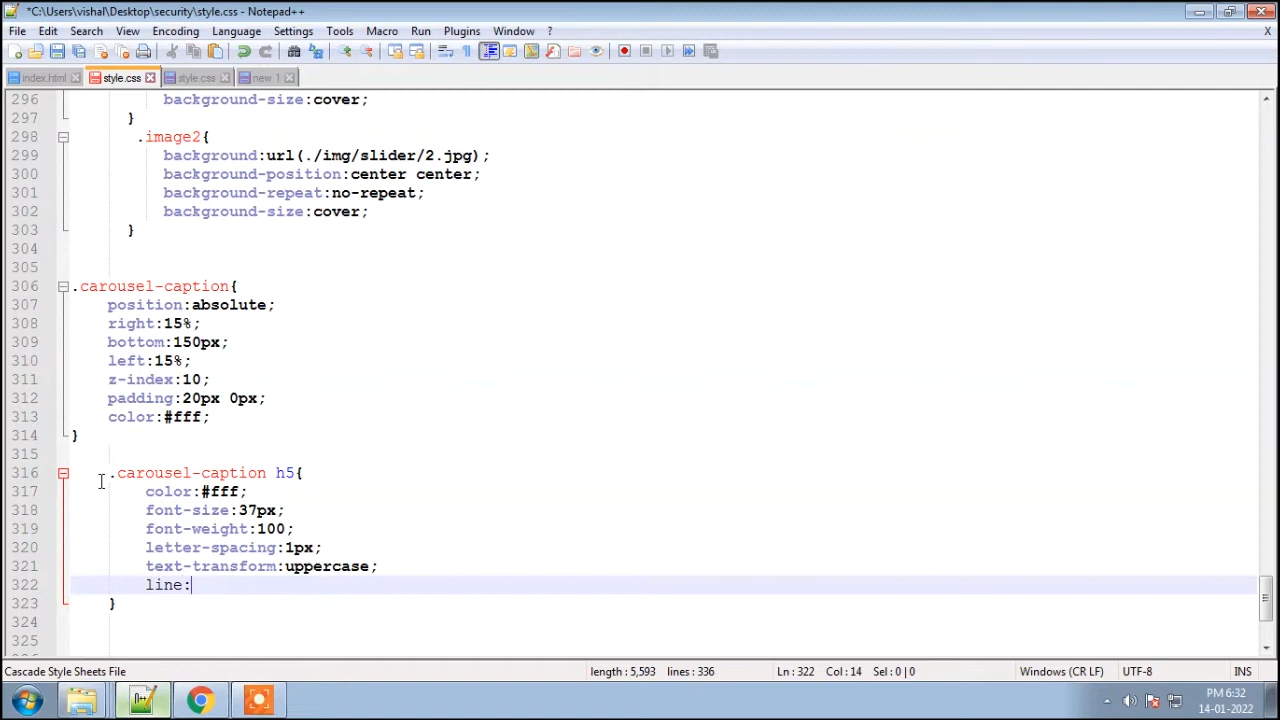 *C:\Users\vishal\Desktop\security\style.css - Notepad++
File Edit Search View Encoding Language Settings Tools Macro Run Plugins Window ? X
index.html style.css style.css new 1
296 background-size:cover;
297 }
298 .image2{
299 background:url(./img/slider/2.jpg);
300 background-position:center center;
301 background-repeat:no-repeat;
302 background-size:cover;
303 }
304
305
306 .carousel-caption{
307 position:absolute;
308 right:15%;
309 bottom:150px;
310 left:15%;
311 z-index:10;
312 padding:20px 0px;
313 color:#fff;
314 }
315
316 .carousel-caption h5{
317 color:#fff;
318 font-size:37px;
319 font-weight:100;
320 letter-spacing:1px;
321 text-transform:uppercase;
322 line:
323 }
324
325
Cascade Style Sheets File length : 5,593 lines : 336 Ln : 322 Col : 14 Sel : 0 | 0 Windows (CR LF) UTF-8 INS
PM 6:32
14-01-2022